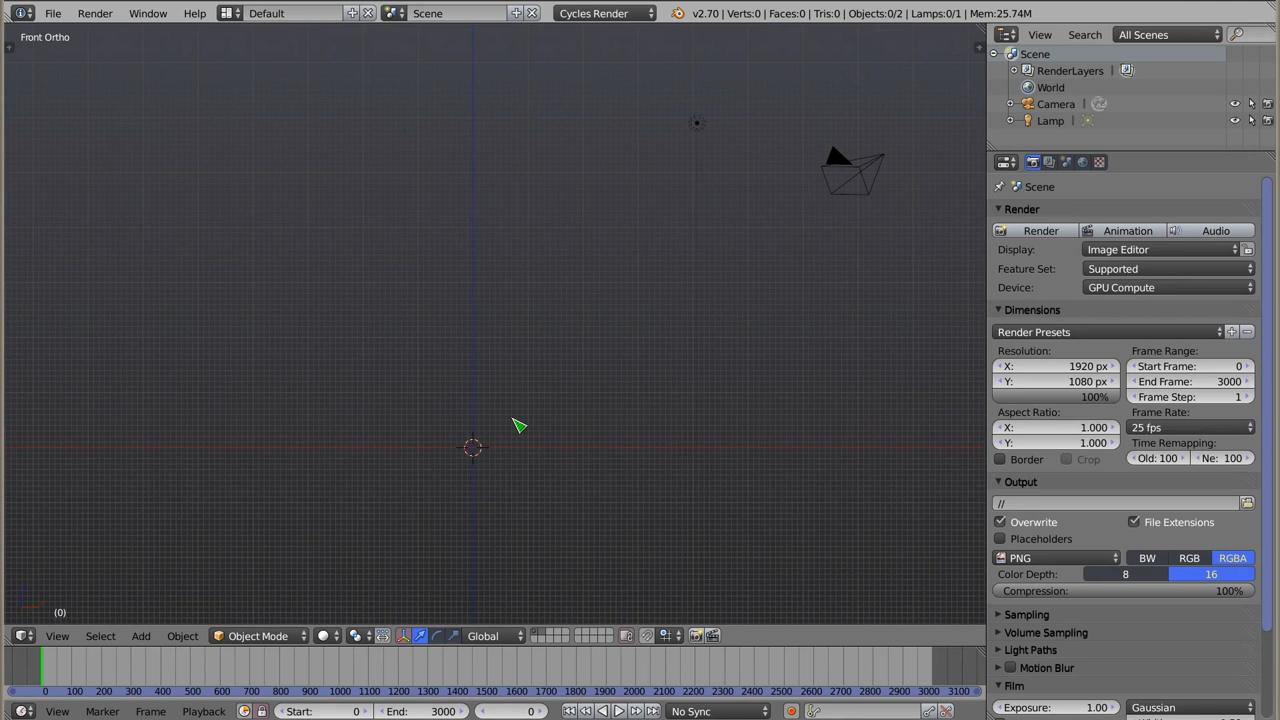 File Render Window Help Default Scene Cycles Render v2.70 | Verts:0 | Faces:0 | Tris:0 | Objects:0/2 | Lamps:0/1 | Mem:25.74M
Front Ortho
View Search All Scenes
Scene
RenderLayers |
World
Camera |
Lamp |
Scene
Render
Render Animation Audio
Display: Image Editor
Feature Set: Supported
Device: GPU Compute
Dimensions
Render Presets
Resolution: Frame Range:
X: 1920 px Start Frame: 0
Y: 1080 px End Frame: 3000
100% Frame Step: 1
Aspect Ratio: Frame Rate:
X: 1.000 25 fps
Y: 1.000 Time Remapping:
Border Crop Old: 100 Ne: 100
Output
//
Overwrite File Extensions
Placeholders
PNG BW RGB RGBA
Color Depth: 8 16
Compression: 100%
Sampling
Volume Sampling
Light Paths
Motion Blur
Film
Exposure: 1.00 Gaussian
(0)
View Select Add Object Object Mode Global
0 100 200 300 400 500 600 700 800 900 1000 1100 1200 1300 1400 1500 1600 1700 1800 1900 2000 2100 2200 2300 2400 2500 2600 2700 2800 2900 3000 3100
View Marker Frame Playback Start: 0 End: 3000 0 No Sync